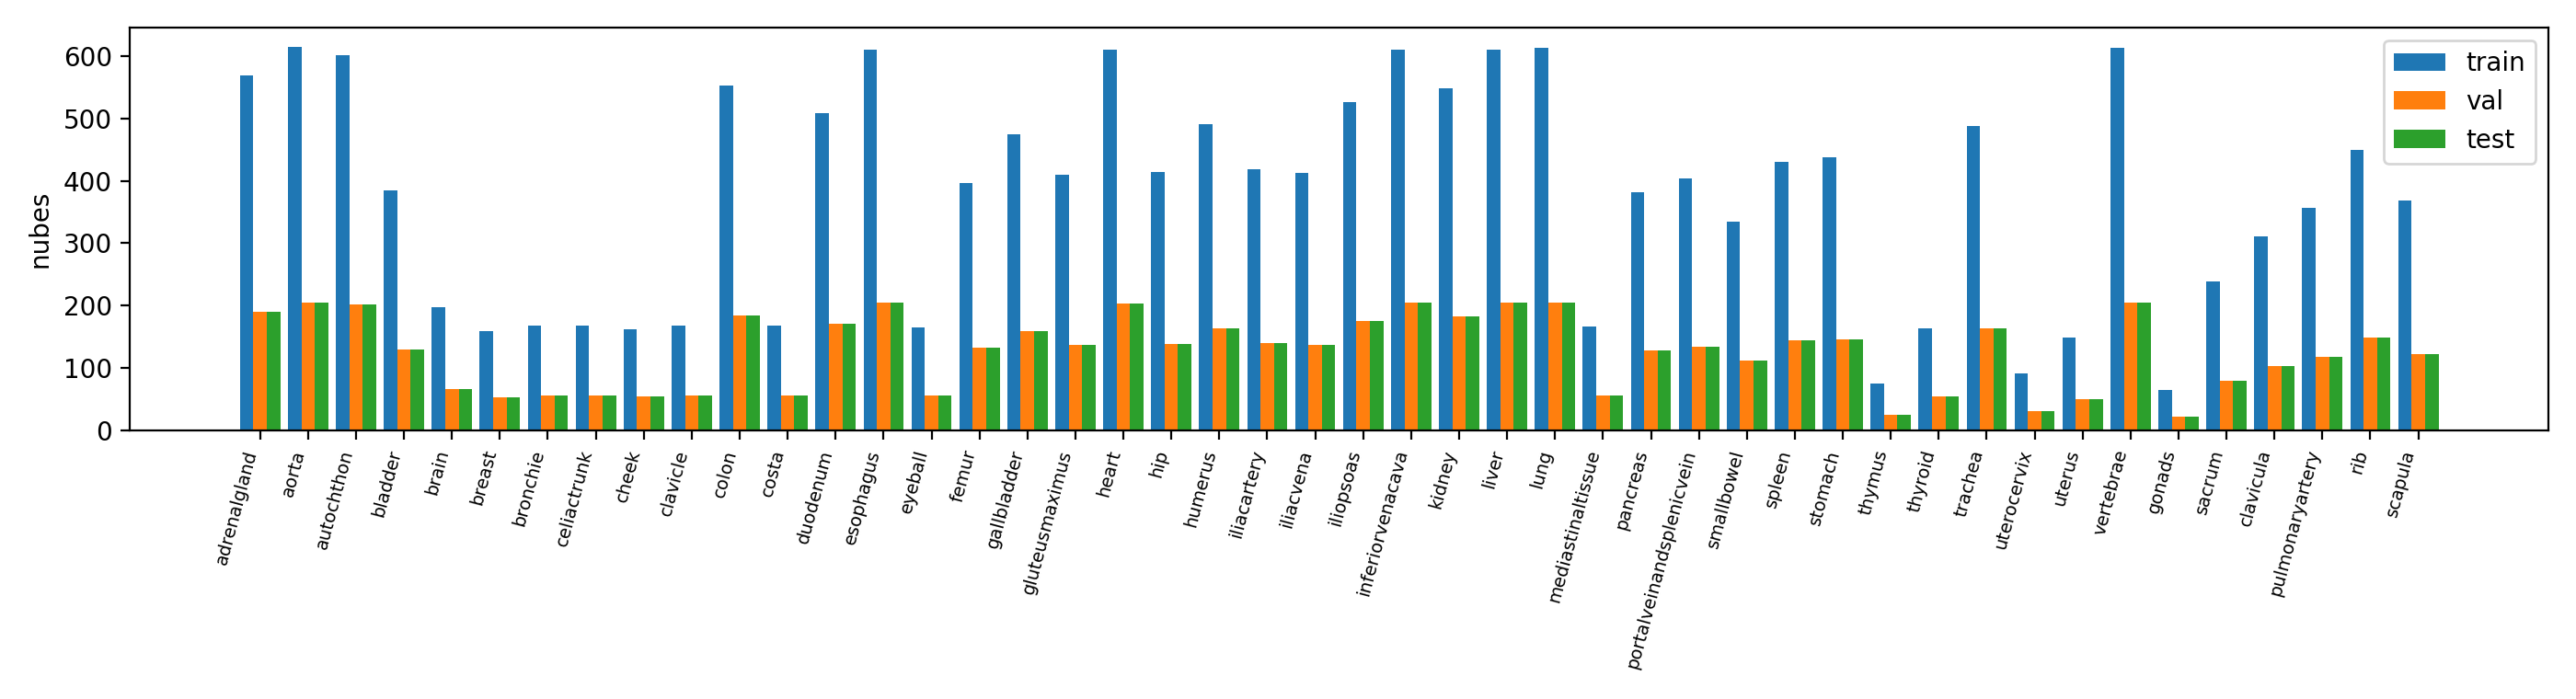 600
500
400
300
200
100
0
nubes
train
val
test
adrenalgland
aorta
autochthon
bladder
brain
breast
bronchie
celiactrunk
cheek
clavicle
colon
costa
duodenum
esophagus
eyeball
femur
gallbladder
gluteusmaximus
heart
hip
humerus
iliacartery
iliacvena
iliopsoas
inferiorvenacava
kidney
liver
lung
mediastinaltissue
pancreas
portalveinandsplenicvein
smallbowel
spleen
stomach
thymus
thyroid
trachea
uterocervix
uterus
vertebrae
gonads
sacrum
clavicula
pulmonaryartery
rib
scapula